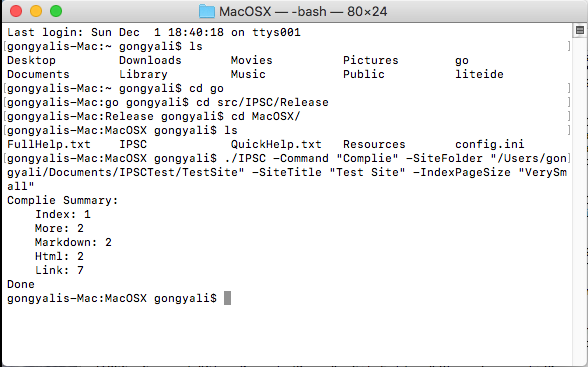 MacOSX — -bash — 80×24
Last login: Sun Dec  1 18:40:18 on ttys001
[gongyalis-Mac:~ gongyali$ ls                                                    ]
Desktop         Downloads       Movies          Pictures        go
Documents       Library         Music           Public          liteide
[gongyalis-Mac:~ gongyali$ cd go                                                 ]
[gongyalis-Mac:go gongyali$ cd src/IPSC/Release                                  ]
[gongyalis-Mac:Release gongyali$ cd MacOSX/                                      ]
[gongyalis-Mac:MacOSX gongyali$ ls                                               ]
FullHelp.txt    IPSC            QuickHelp.txt   Resources       config.ini
[gongyalis-Mac:MacOSX gongyali$ ./IPSC -Command "Complie" -SiteFolder "/Users/gon]
gyali/Documents/IPSCTest/TestSite" -SiteTitle "Test Site" -IndexPageSize "VerySm
all"
Complie Summary:
    Index: 1
    More: 2
    Markdown: 2
    Html: 2
    Link: 7
Done
gongyalis-Mac:MacOSX gongyali$